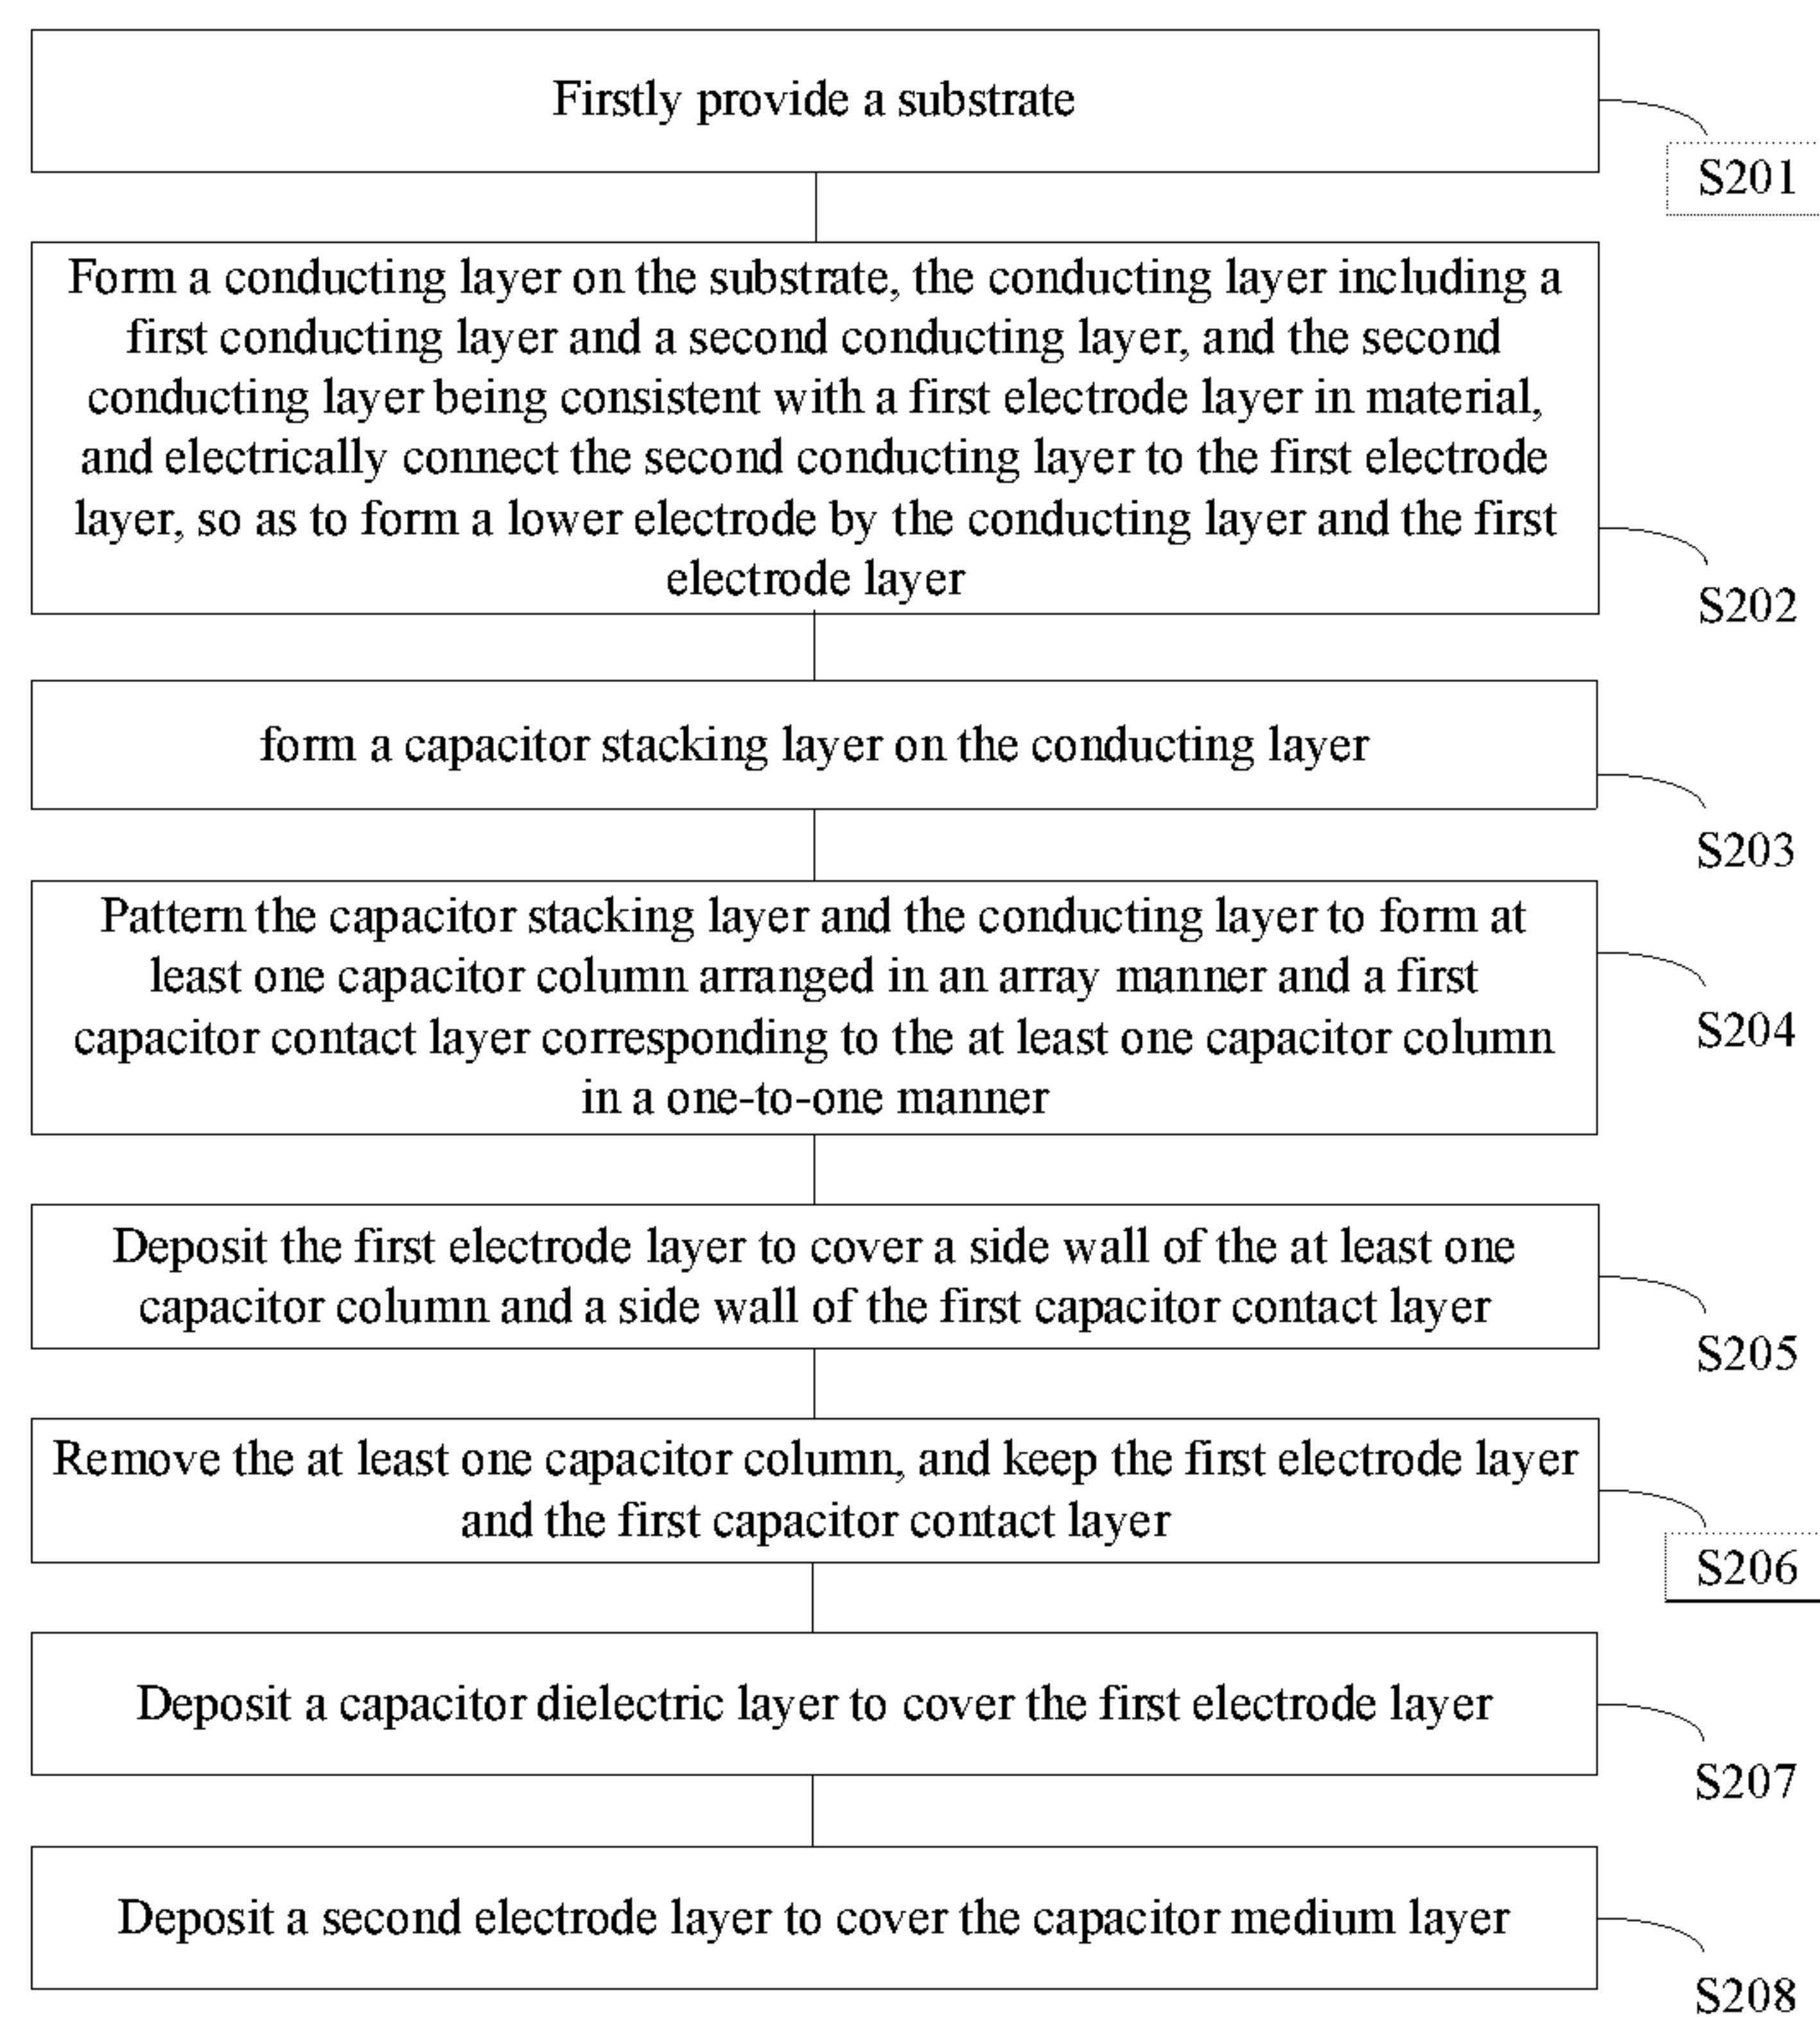 Firstly provide a substrate
S201
Form a conducting layer on the substrate, the conducting layer including a
first conducting layer and a second conducting layer, and the second
conducting layer being consistent with a first electrode layer in material,
and electrically connect the second conducting layer to the first electrode
layer, so as to form a lower electrode by the conducting layer and the first
electrode layer
S202
form a capacitor stacking layer on the conducting layer
S203
Pattern the capacitor stacking layer and the conducting layer to form at
least one capacitor column arranged in an array manner and a first
capacitor contact layer corresponding to the at least one capacitor column
in a one-to-one manner
S204
Deposit the first electrode layer to cover a side wall of the at least one
capacitor column and a side wall of the first capacitor contact layer
S205
Remove the at least one capacitor column, and keep the first electrode layer
and the first capacitor contact layer
S206
Deposit a capacitor dielectric layer to cover the first electrode layer
S207
Deposit a second electrode layer to cover the capacitor medium layer
S208